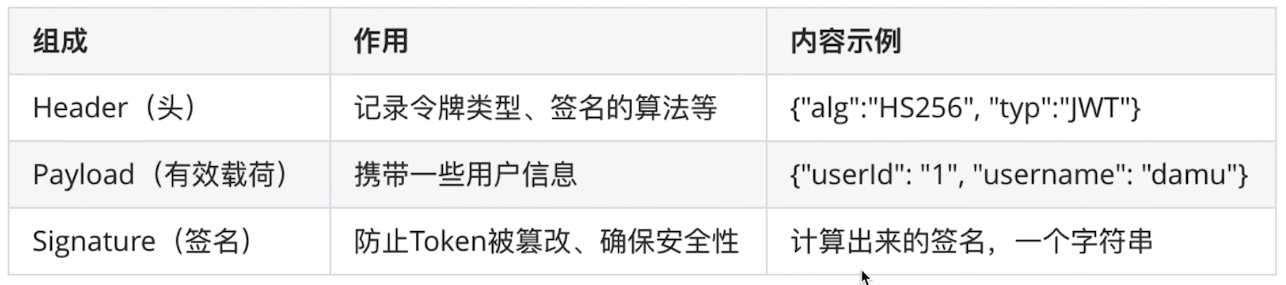 组成 作用 内容示例
Header（头） 记录令牌类型、签名的算法等 {"alg":"HS256", "typ":"JWT"}
Payload（有效载荷） 携带一些用户信息 {"userId": "1", "username": "damu"}
Signature（签名） 防止Token被篡改、确保安全性 计算出来的签名，一个字符串